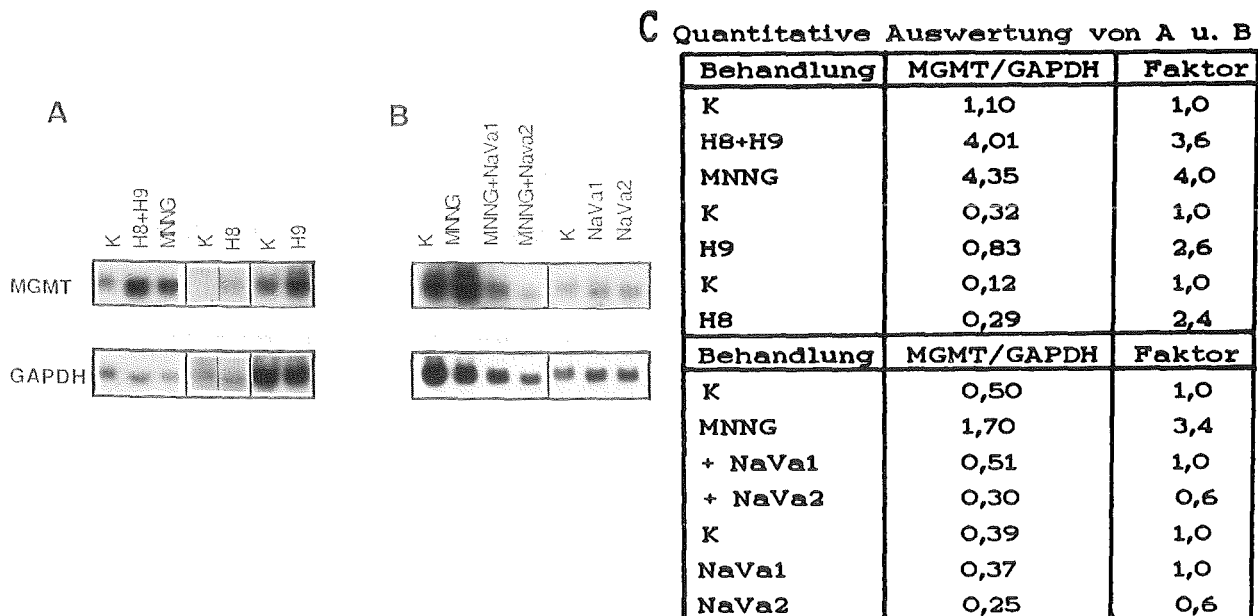 A
K H8+H9 MNNG K H8 K H9
MGMT
GAPDH
B
K MNNG MNNG+NaVa1 MNNG+Nava2 K NaVa1 NaVa2
C Quantitative Auswertung von A u. B
Behandlung MGMT/GAPDH Faktor
K 1,10 1,0
H8+H9 4,01 3,6
MNNG 4,35 4,0
K 0,32 1,0
H9 0,83 2,6
K 0,12 1,0
H8 0,29 2,4
Behandlung MGMT/GAPDH Faktor
K 0,50 1,0
MNNG 1,70 3,4
+ NaVa1 0,51 1,0
+ NaVa2 0,30 0,6
K 0,39 1,0
NaVa1 0,37 1,0
NaVa2 0,25 0,6